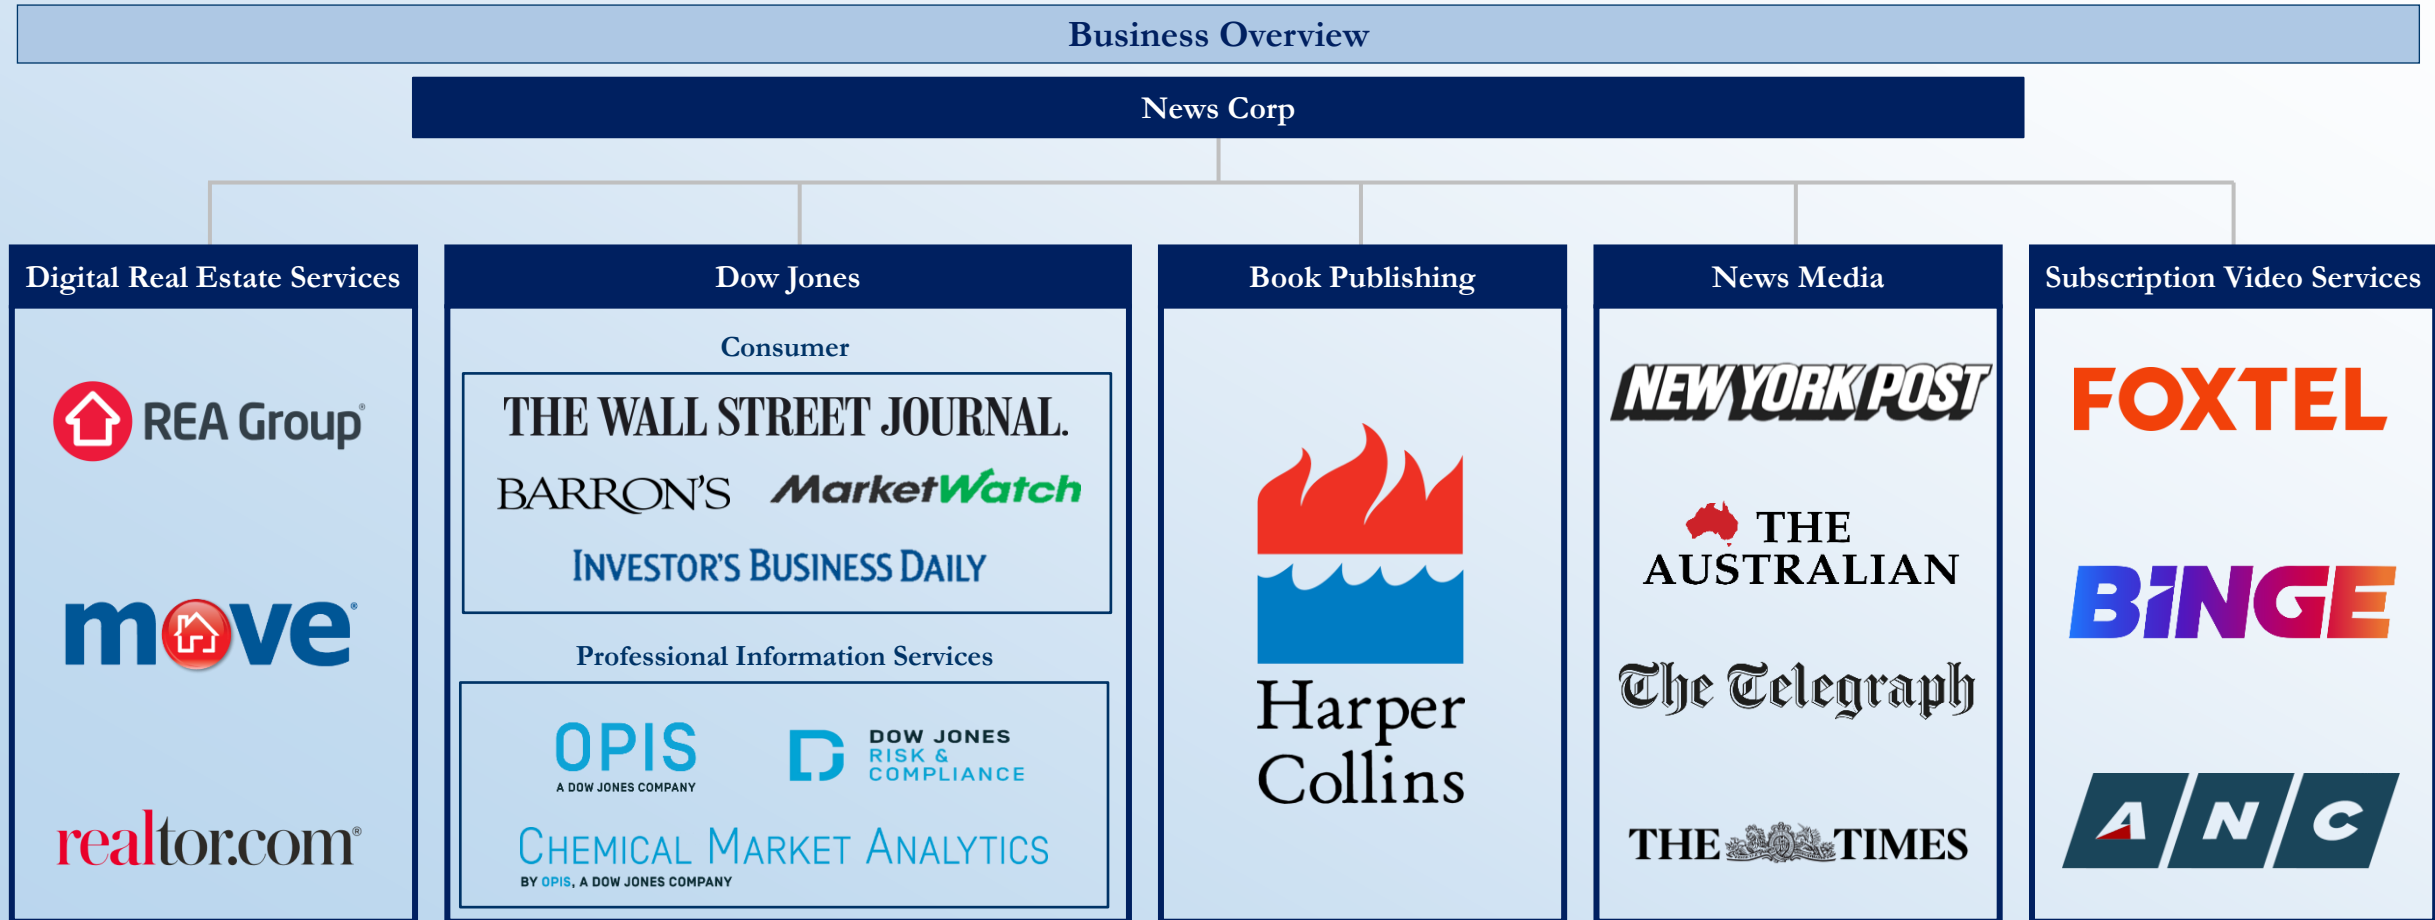 Business Overview
News Corp
Digital Real Estate Services
REA Group®
move®
realtor.com®
Dow Jones
Consumer
THE WALL STREET JOURNAL.
BARRON'S
MarketWatch
INVESTOR'S BUSINESS DAILY
Professional Information Services
OPIS
A DOW JONES COMPANY
DOW JONES
RISK &
COMPLIANCE
CHEMICAL MARKET ANALYTICS
BY OPIS, A DOW JONES COMPANY
Book Publishing
Harper
Collins
News Media
NEW YORK POST
THE
AUSTRALIAN
The Telegraph
THE TIMES
Subscription Video Services
FOXTEL
BiNGE
ANC